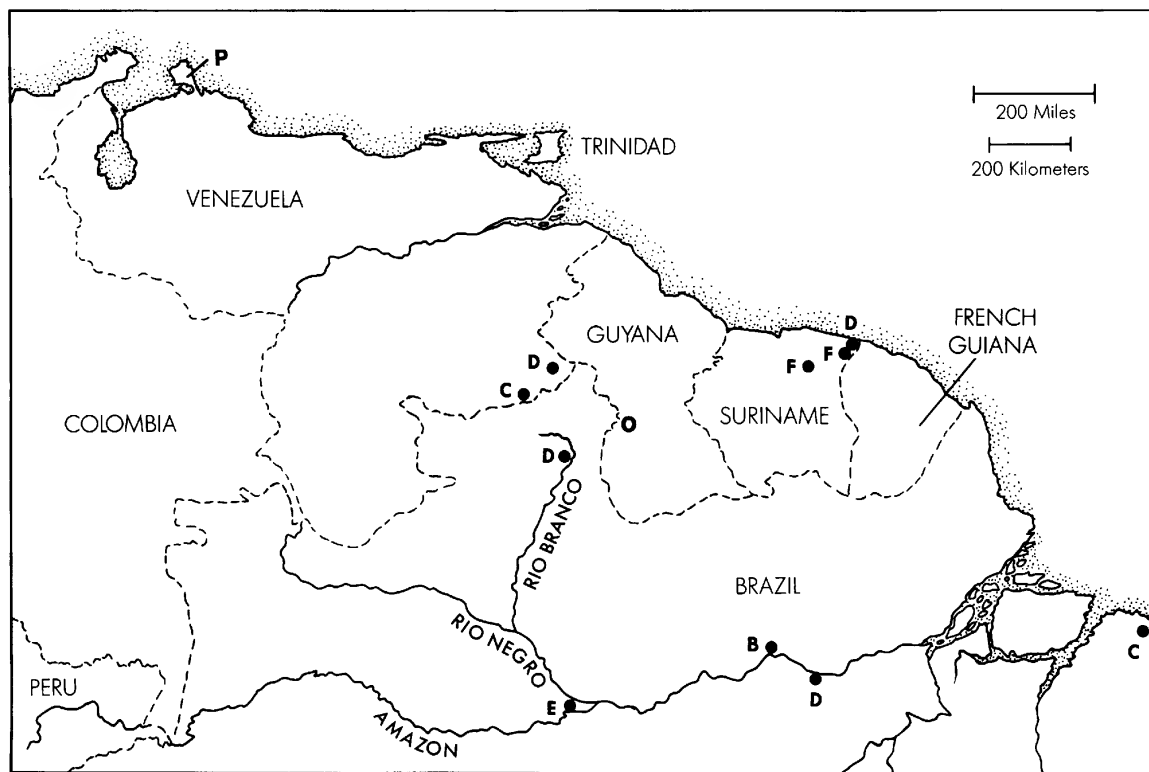 P
200 Miles
TRINIDAD
200 Kilometers
VENEZUELA
FRENCH
GUIANA
GUYANA
D
F
F
D
C
SURINAME
COLOMBIA
O
D
RIO BRANCO
BRAZIL
RIO NEGRO
B
C
PERU
D
E
AMAZON